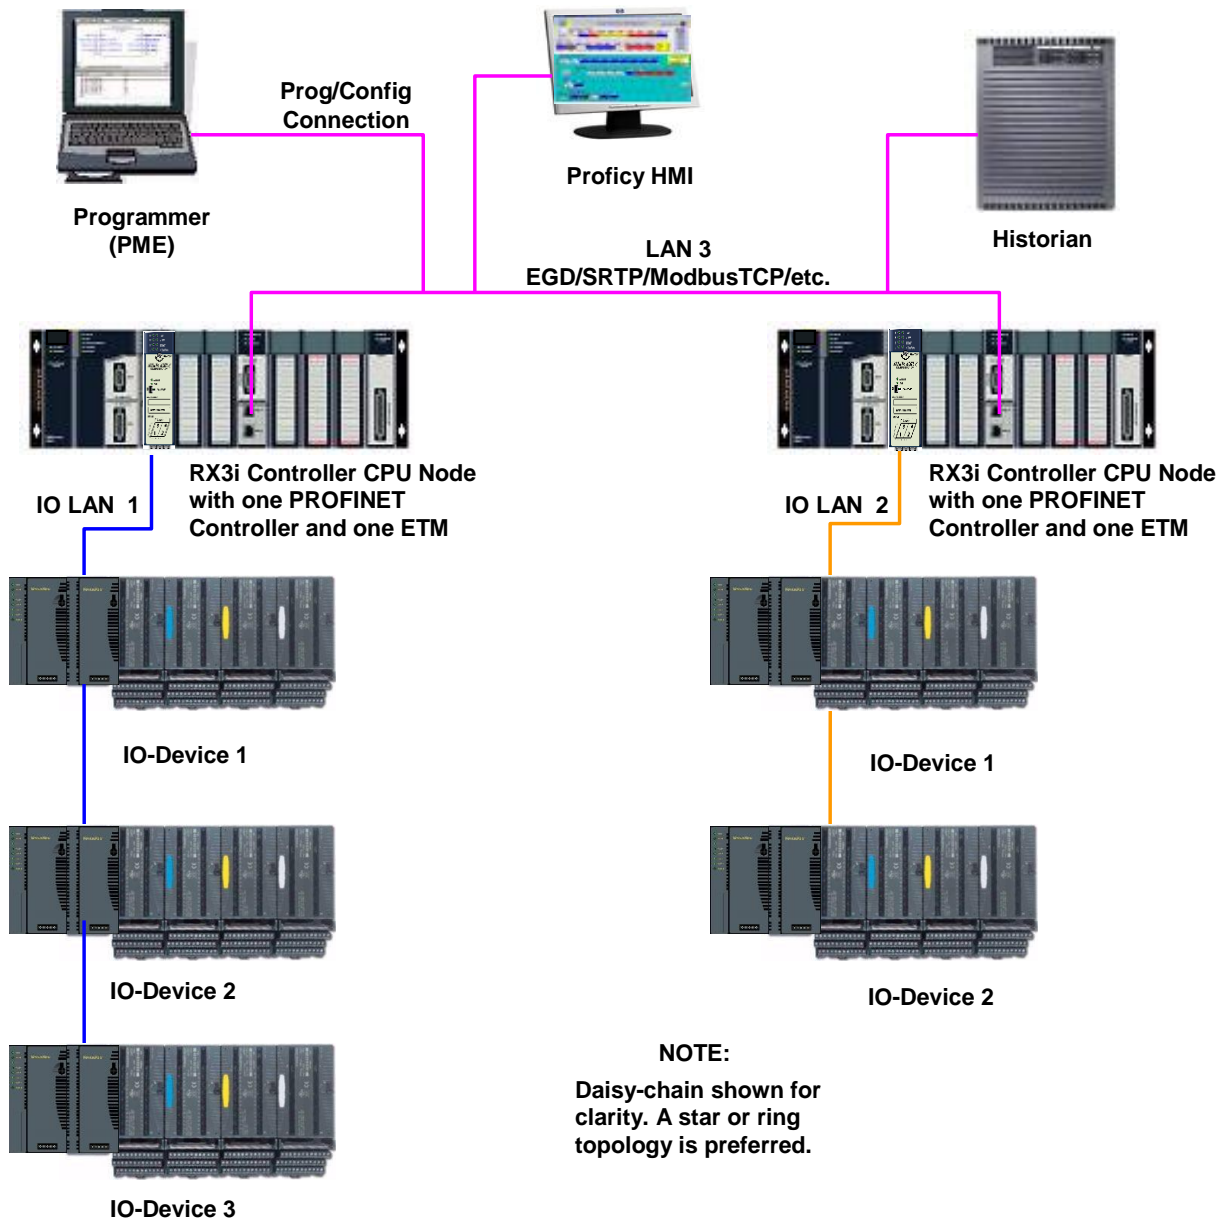 Prog/Config
Connection
Programmer
(PME)
Proficy HMI
Historian
LAN 3
EGD/SRTP/ModbusTCP/etc.
IO LAN 1
RX3i Controller CPU Node
with one PROFINET
Controller and one ETM
IO LAN 2
RX3i Controller CPU Node
with one PROFINET
Controller and one ETM
IO-Device 1
IO-Device 1
IO-Device 2
IO-Device 2
NOTE:
Daisy-chain shown for
clarity. A star or ring
topology is preferred.
IO-Device 3